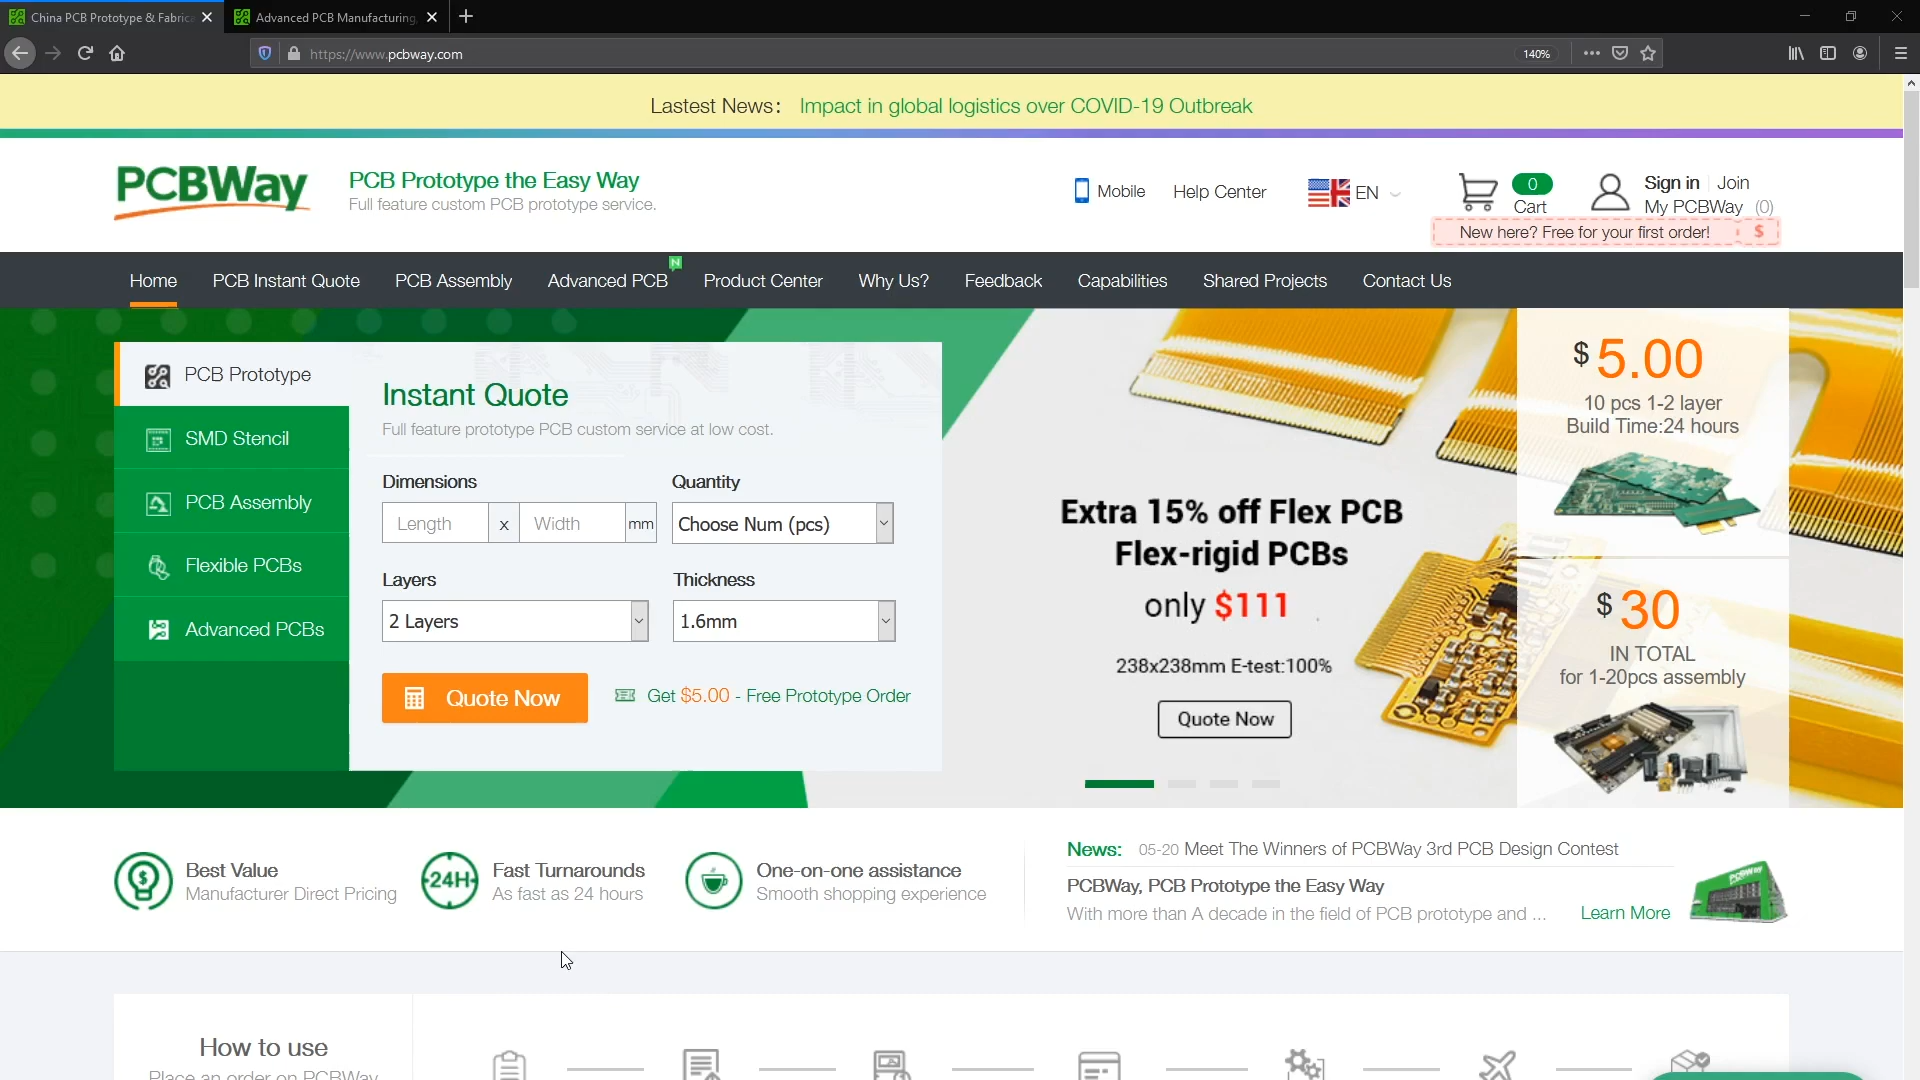 China PCB Prototype & Fabrica
Advanced PCB Manufacturing,
https://www.pcbway.com
140%
Lastest News: Impact in global logistics over COVID-19 Outbreak
PCBWay
PCB Prototype the Easy Way
Full feature custom PCB prototype service.
Mobile
Help Center
EN
0
Cart
Sign in
Join
My PCBWay (0)
New here? Free for your first order! $
N
Home
PCB Instant Quote
PCB Assembly
Advanced PCB
Product Center
Why Us?
Feedback
Capabilities
Shared Projects
Contact Us
PCB Prototype
SMD Stencil
PCB Assembly
Flexible PCBs
Advanced PCBs
Instant Quote
Full feature prototype PCB custom service at low cost.
Dimensions
Quantity
Length x Width mm
Choose Num (pcs)
Layers
Thickness
2 Layers
1.6mm
Quote Now
Get $5.00 - Free Prototype Order
Extra 15% off Flex PCB
Flex-rigid PCBs
only $111
238x238mm E-test:100%
Quote Now
$5.00
10 pcs 1-2 layer
Build Time:24 hours
$30
IN TOTAL
for 1-20pcs assembly
Best Value
Manufacturer Direct Pricing
24H
Fast Turnarounds
As fast as 24 hours
One-on-one assistance
Smooth shopping experience
News: 05-20 Meet The Winners of PCBWay 3rd PCB Design Contest
PCBWay, PCB Prototype the Easy Way
With more than A decade in the field of PCB prototype and ...
Learn More
PCBWay
How to use
Place an order on PCBWay